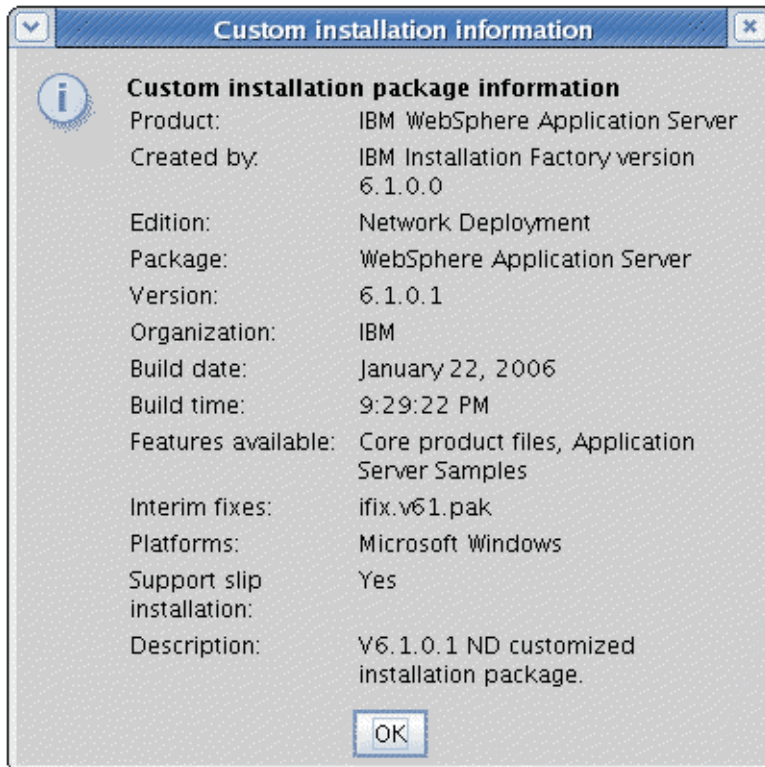 Custom installation information
Custom installation package information
Product: IBM WebSphere Application Server
Created by: IBM Installation Factory version
6.1.0.0
Edition: Network Deployment
Package: WebSphere Application Server
Version: 6.1.0.1
Organization: IBM
Build date: January 22, 2006
Build time: 9:29:22 PM
Features available: Core product files, Application
Server Samples
Interim fixes: ifix.v61.pak
Platforms: Microsoft Windows
Support slip Yes
installation:
Description: V6.1.0.1 ND customized
installation package.
OK